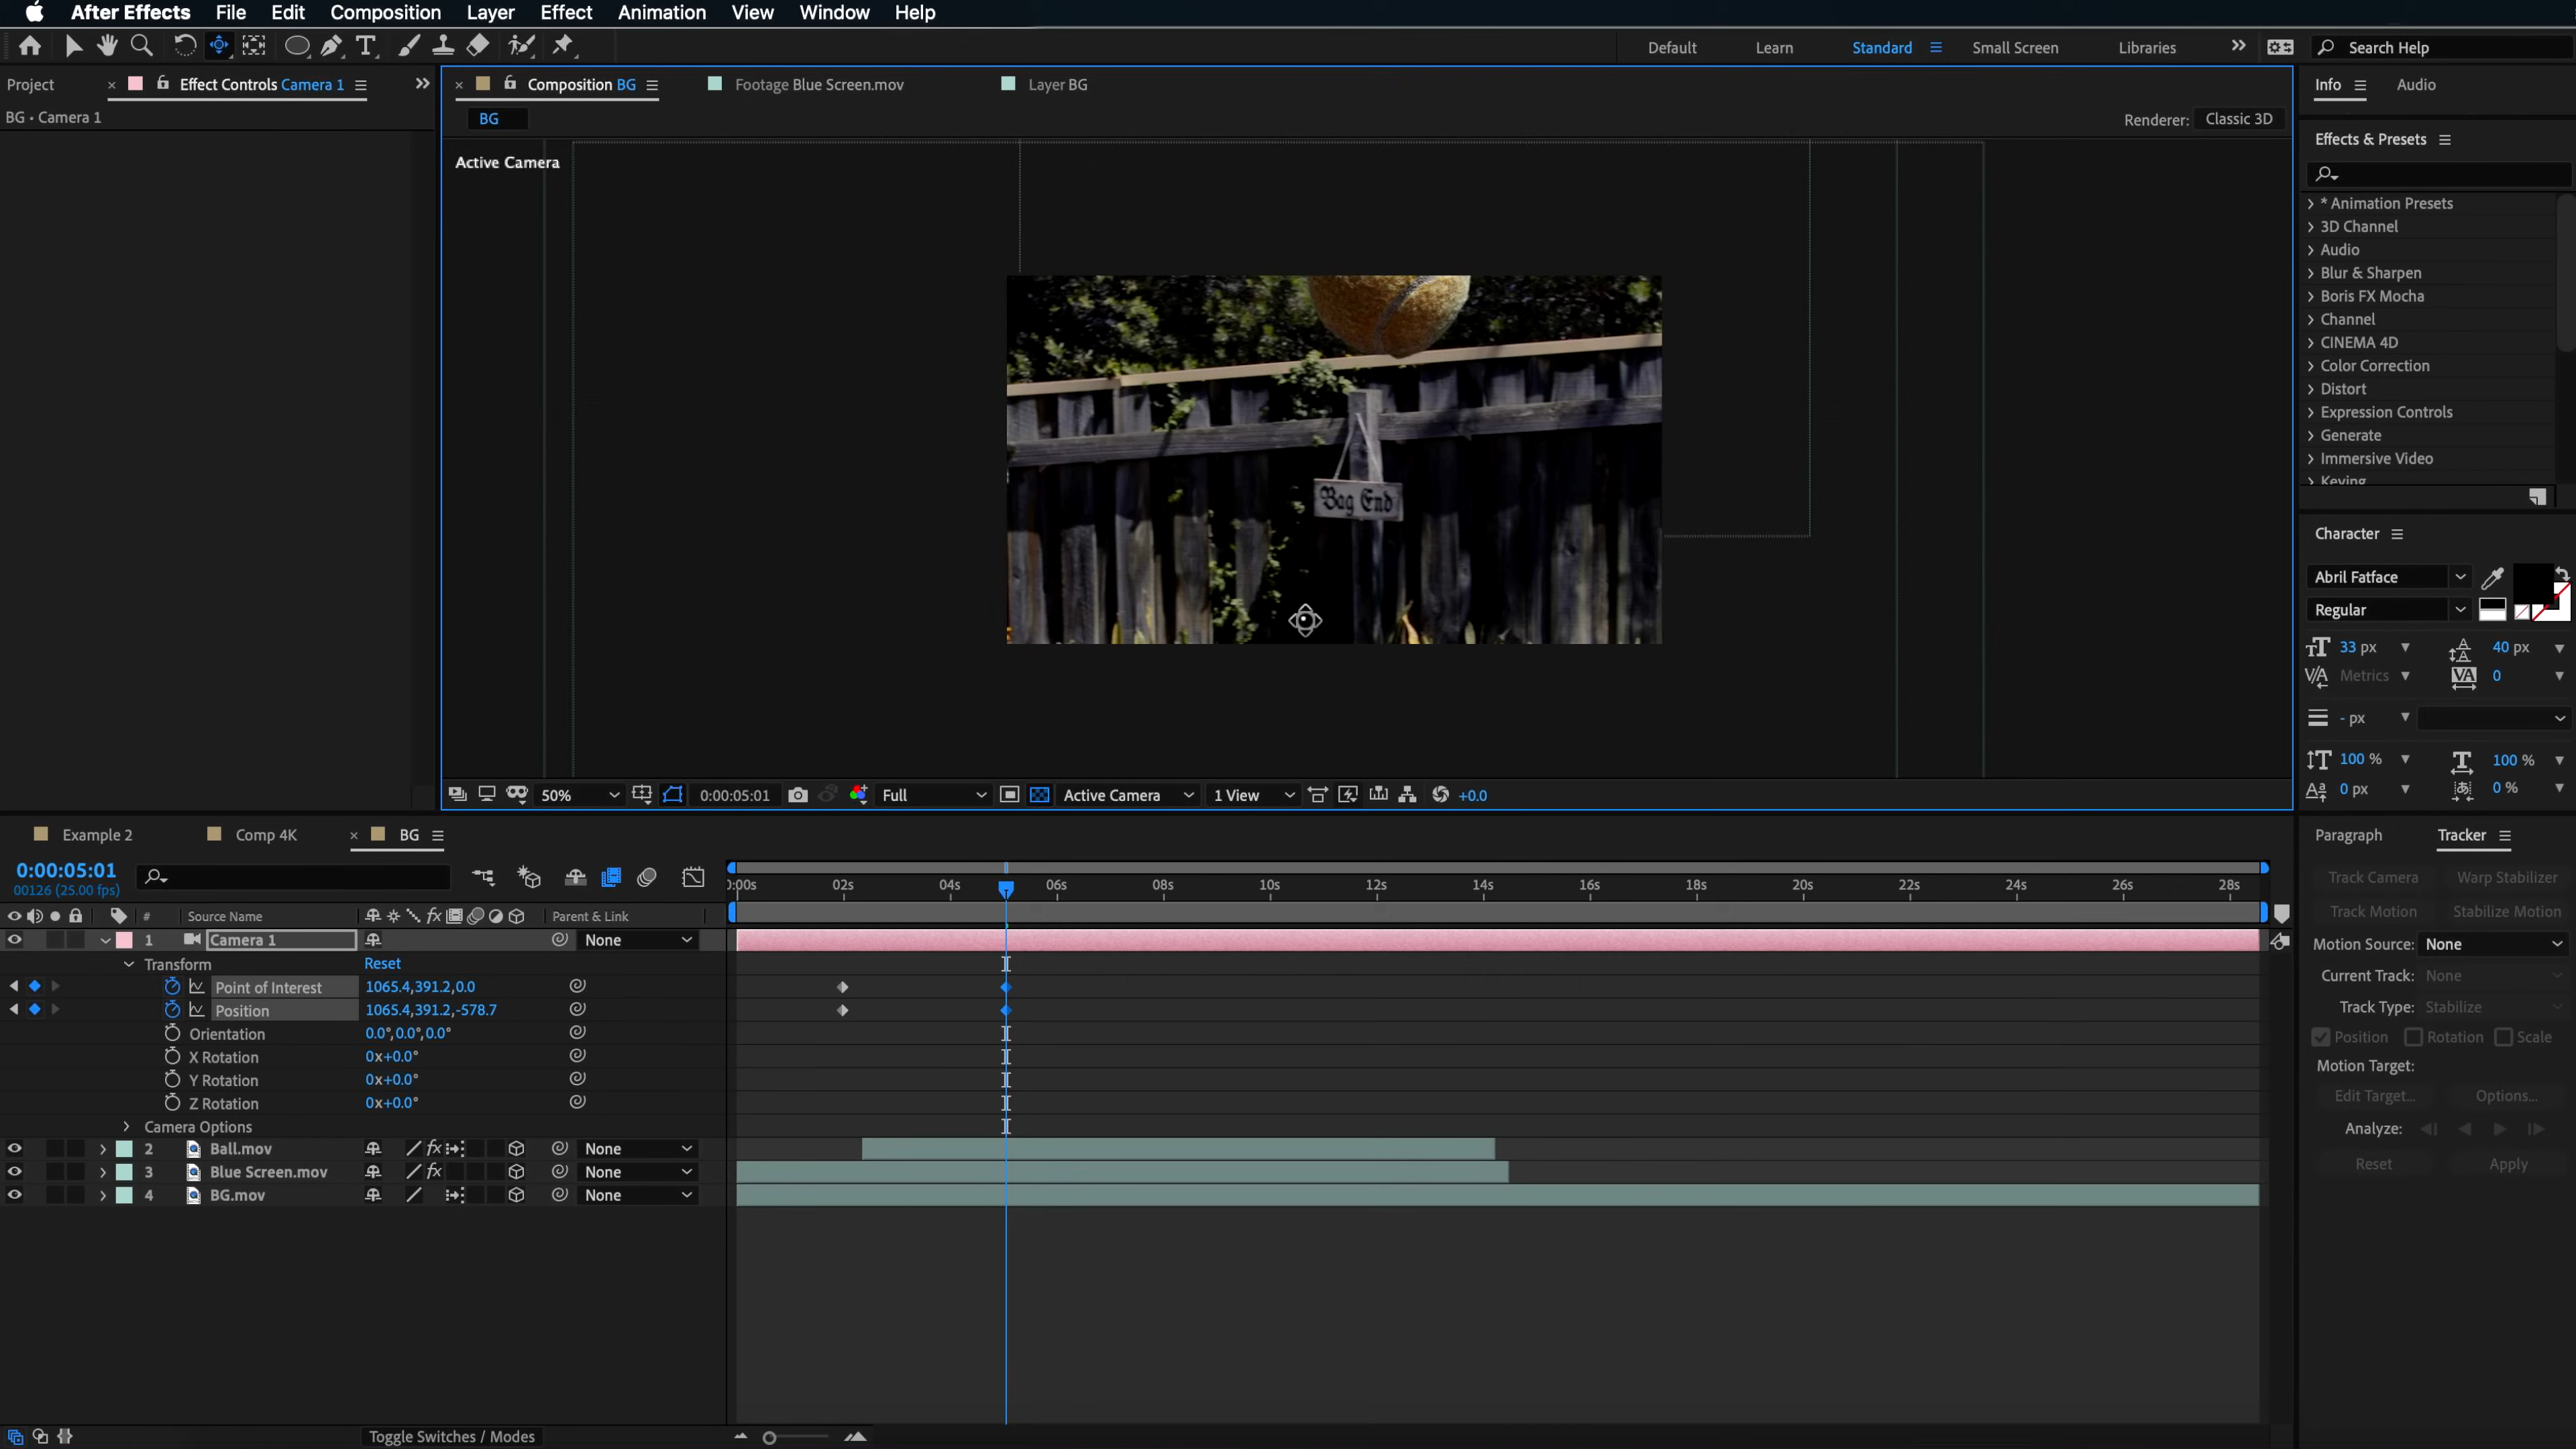 After Effects File Edit Composition Layer Effect Animation View Window Help
Default Learn Standard Small Screen Libraries Search Help
Project Effect Controls Camera 1 Composition BG Footage Blue Screen.mov Layer BG Info Audio
BG • Camera 1 BG Renderer: Classic 3D
Active Camera
Effects & Presets
* Animation Presets
3D Channel
Audio
Blur & Sharpen
Boris FX Mocha
Channel
CINEMA 4D
Color Correction
Distort
Expression Controls
Generate
Immersive Video
Keying
Bag End
Character
Abril Fatface
Regular
33 px 40 px
Metrics 0
- px
100 % 100 %
0 px 0 %
50% 0:00:05:01 Full Active Camera 1 View +0.0
Example 2 Comp 4K BG
Paragraph Tracker
0:00:05:01
00126 (25.00 fps)
0:00s 02s 04s 06s 08s 10s 12s 14s 16s 18s 20s 22s 24s 26s 28s
# Source Name Parent & Link
1 Camera 1 None
Transform Reset
Point of Interest 1065.4,391.2,0.0
Position 1065.4,391.2,-578.7
Orientation 0.0°,0.0°,0.0°
X Rotation 0x+0.0°
Y Rotation 0x+0.0°
Z Rotation 0x+0.0°
Camera Options
2 Ball.mov None
3 Blue Screen.mov None
4 BG.mov None
Toggle Switches / Modes
Track Camera Warp Stabilizer
Track Motion Stabilize Motion
Motion Source: None
Current Track: None
Track Type: Stabilize
Position Rotation Scale
Motion Target:
Edit Target... Options...
Analyze:
Reset Apply